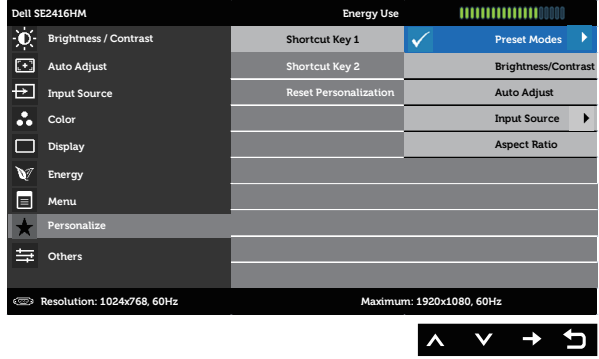 Dell SE2416HM Energy Use
Brightness / Contrast Shortcut Key 1 Preset Modes
Auto Adjust Shortcut Key 2 Brightness/Contrast
Input Source Reset Personalization Auto Adjust
Color Input Source
Display Aspect Ratio
Energy
Menu
Personalize
Others
Resolution: 1024x768, 60Hz Maximum: 1920x1080, 60Hz